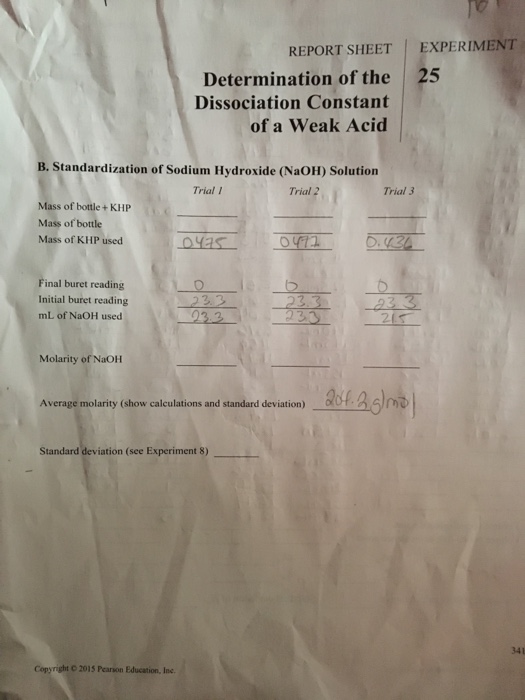 REPORT SHEET EXPERIMENT
Determination of the 25
Dissociation Constant
of a Weak Acid
B. Standardization of Sodium Hydroxide (NaOH) Solution
Trial 1 Trial 2 Trial 3
Mass of bottle + KHP
Mass of bottle
Mass of KHP used 0.475 0.472 0.436
Final buret reading 0 0 0
Initial buret reading 23.3 23.3 23.3
mL of NaOH used 23.3 23.3 215
Molarity of NaOH
Average molarity (show calculations and standard deviation) 204.2g/mol
Standard deviation (see Experiment 8)
341
Copyright © 2015 Pearson Education, Inc.